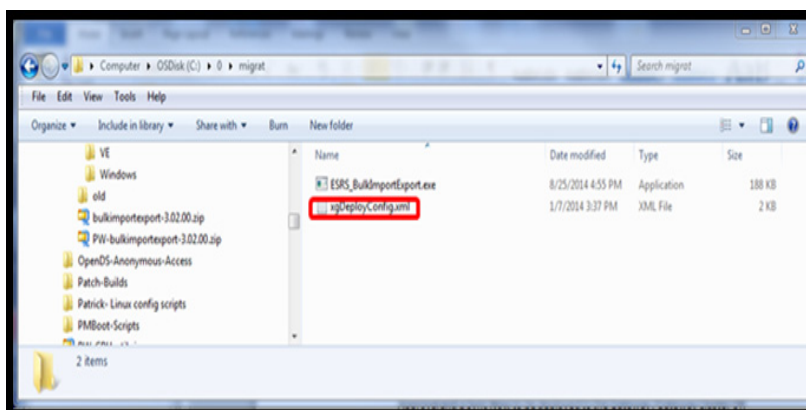 Computer ▸ OSDisk (C:) ▸ 0 ▸ migrat
Search migrat
File Edit View Tools Help
Organize Include in library Share with Burn New folder
VE
Windows
old
bulkimportexport-3.02.00.zip
PW-bulkimportexport-3.02.00.zip
OpenDS-Anonymous-Access
Patch-Builds
Patrick- Linux config scripts
PMBoot-Scripts
Name Date modified Type Size
ESRS_BulkImportExport.exe 8/25/2014 4:55 PM Application 188 KB
xgDeployConfig.xml 1/7/2014 3:37 PM XML File 2 KB
2 items